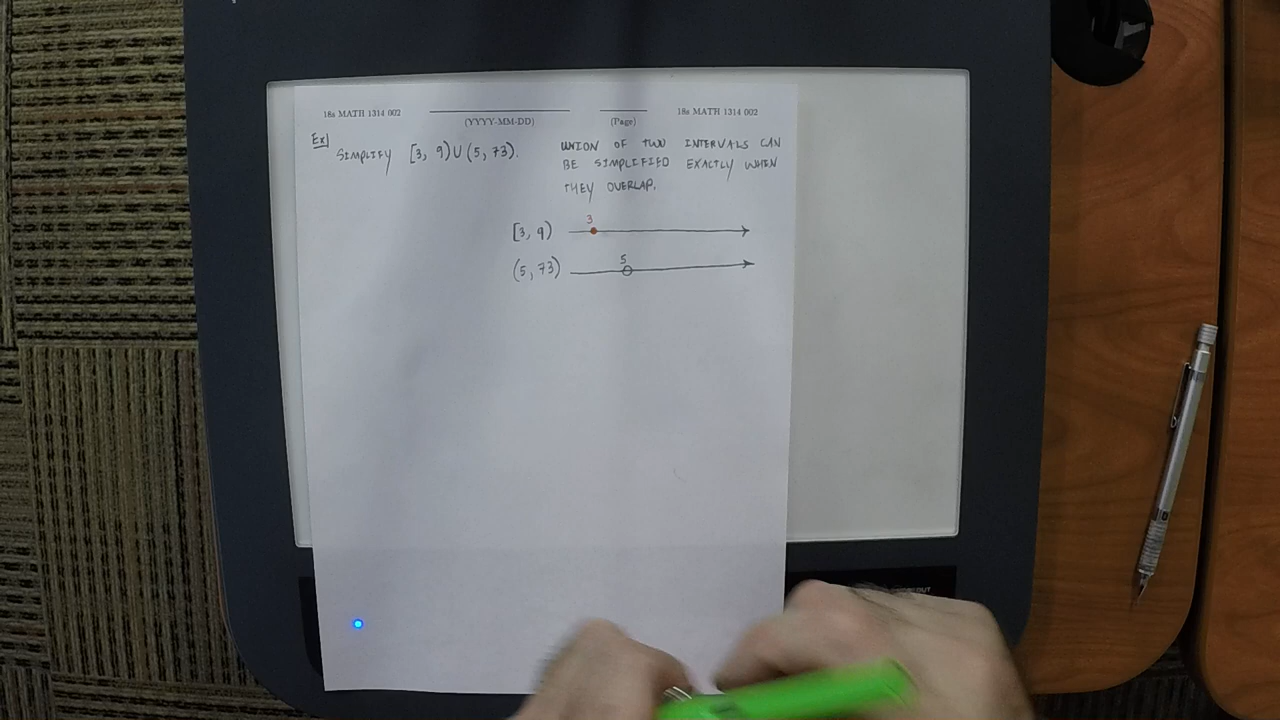 18s MATH 1314 002
(YYYY-MM-DD)
(Page)
18s MATH 1314 002
Ex]
SIMPLIFY [3, 9)∪(5, 73).
UNION OF TWO INTERVALS CAN
BE SIMPLIFIED EXACTLY WHEN
THEY OVERLAP.
3
[3, 9)
5
(5, 73)